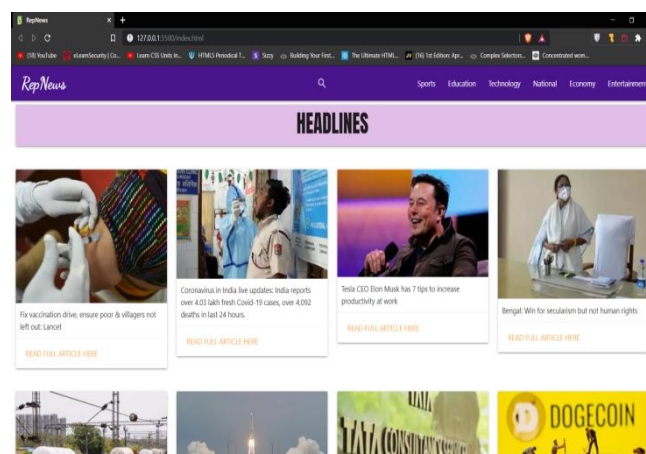 RepNews
127.0.0.1:5500/index.html
(18) YouTube
eLearnSecurity | Co...
Learn CSS Units In...
HTML5 Periodical T...
Sizzy
Building Your First...
The Ultimate HTML...
(16) 1st Edition: Apr...
Complex Selectors...
Concentrated wom...
RepNews
Sports Education Technology National Economy Entertainment
HEADLINES
Fix vaccination drive, ensure poor & villagers not
left out: Lancet
READ FULL ARTICLE HERE
Coronavirus in India live updates: India reports
over 4.03 lakh fresh Covid-19 cases, over 4,092
deaths in last 24 hours.
READ FULL ARTICLE HERE
Tesla CEO Elon Musk has 7 tips to increase
productivity at work
READ FULL ARTICLE HERE
Bengal: Win for secularism but not human rights
READ FULL ARTICLE HERE
TATA
TATA CONSULTANCY SERVICES
DOGECOIN